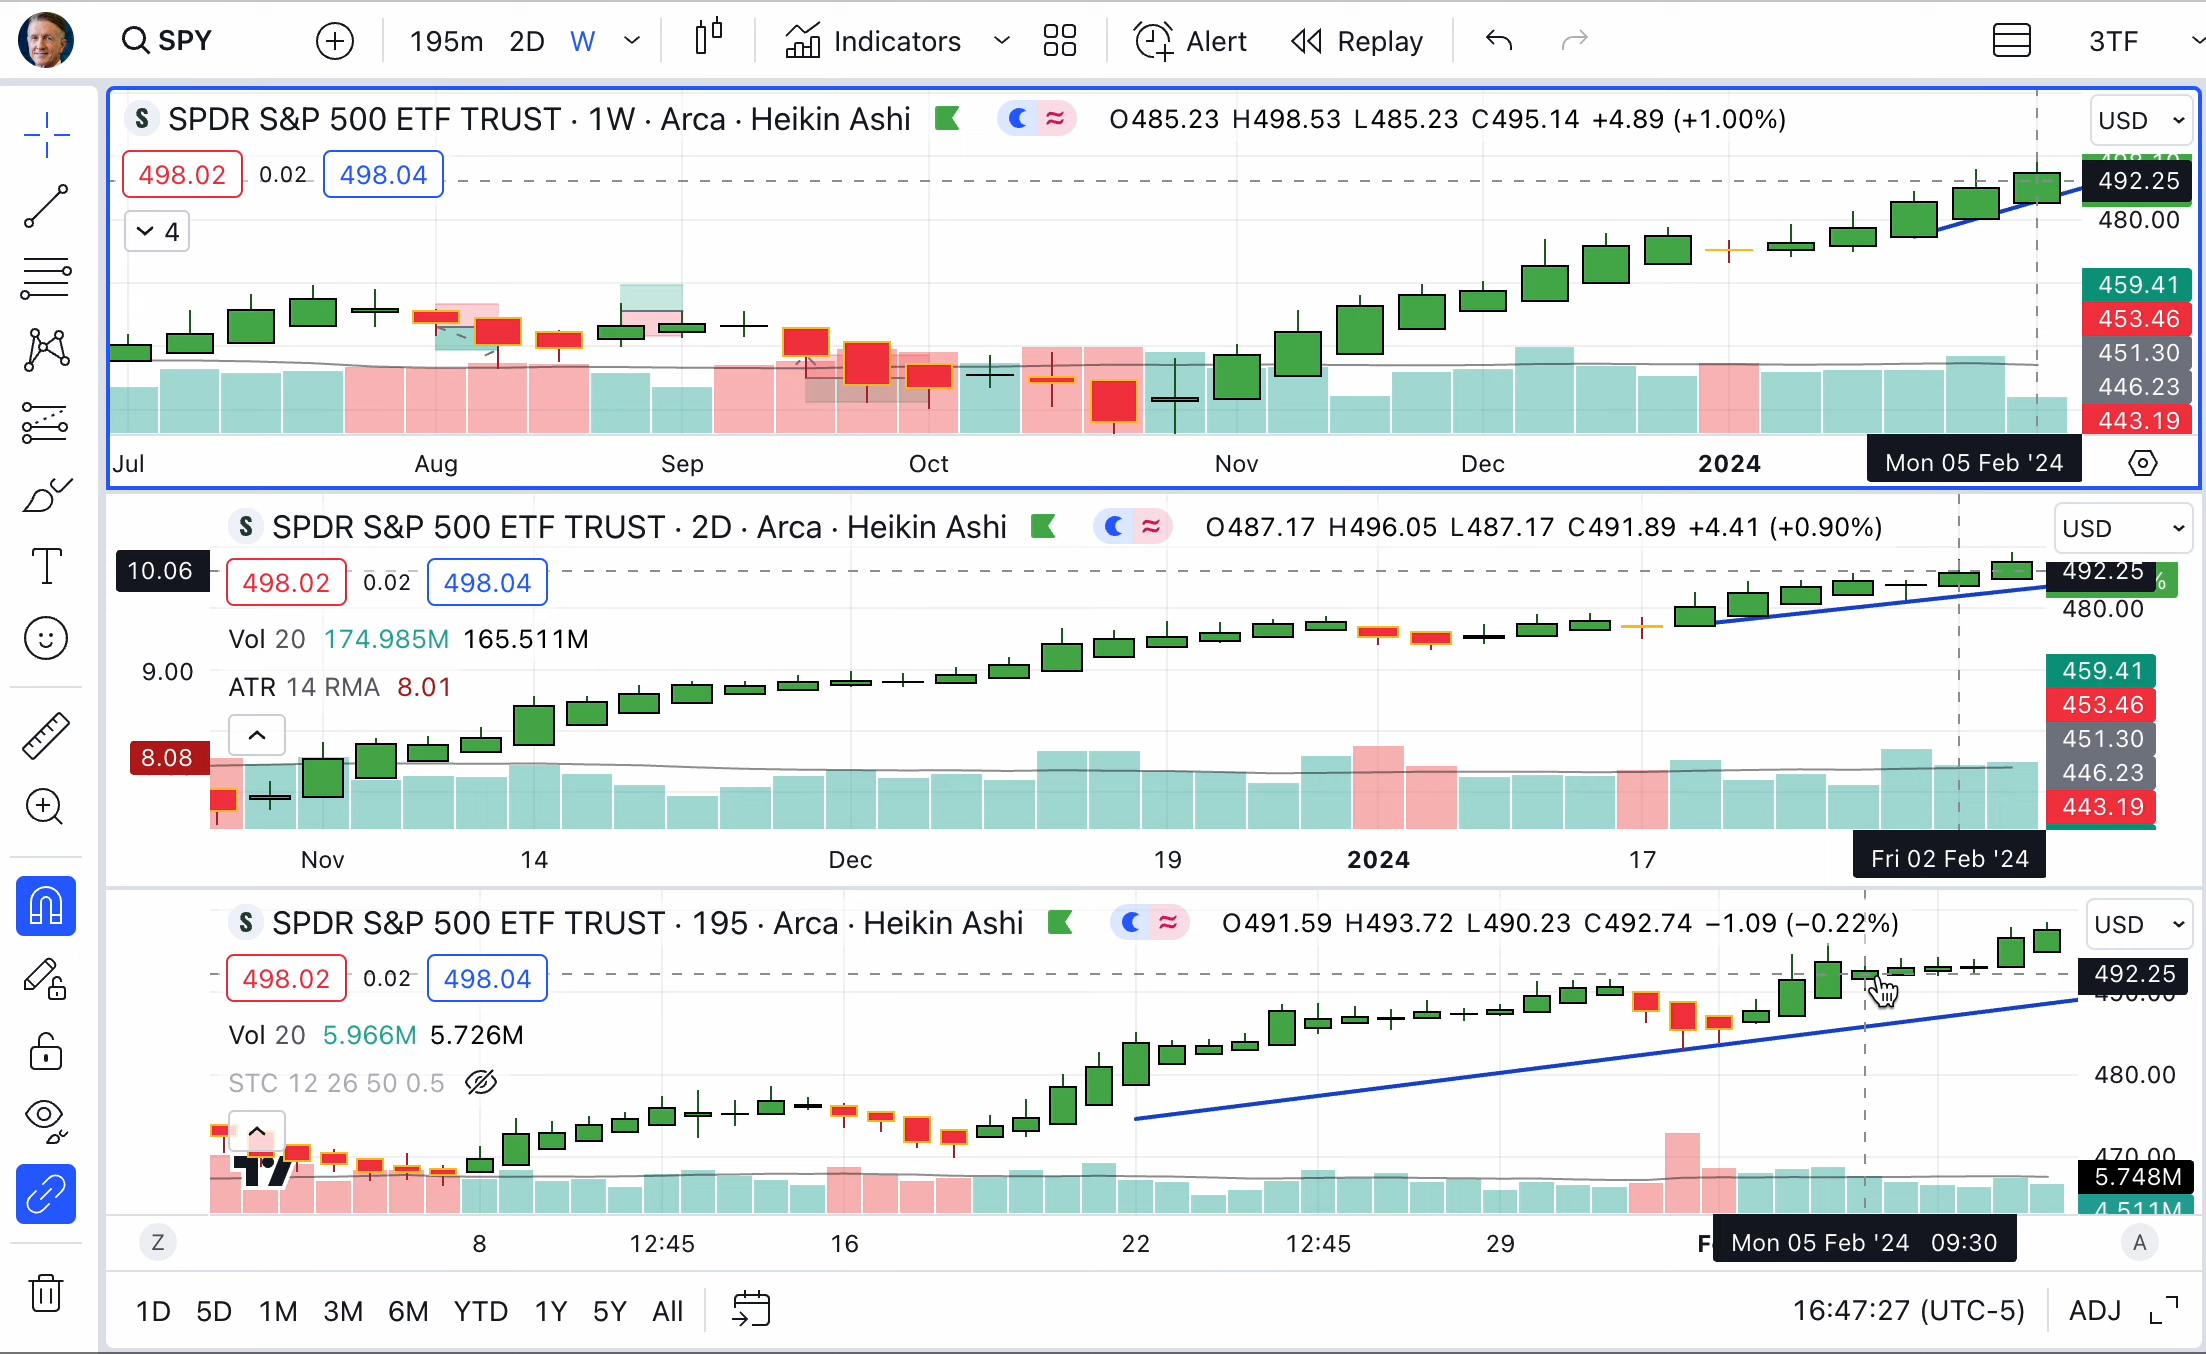 SPY 195m 2D W Indicators Alert Replay 3TF
S SPDR S&P 500 ETF TRUST · 1W · Arca · Heikin Ashi O485.23 H498.53 L485.23 C495.14 +4.89 (+1.00%) USD
498.02 0.02 498.04
492.25
480.00
4
459.41
453.46
451.30
446.23
443.19
Jul Aug Sep Oct Nov Dec 2024 Mon 05 Feb '24
S SPDR S&P 500 ETF TRUST · 2D · Arca · Heikin Ashi O487.17 H496.05 L487.17 C491.89 +4.41 (+0.90%) USD
10.06 498.02 0.02 498.04 492.25 %
480.00
Vol 20 174.985M 165.511M
9.00 459.41
ATR 14 RMA 8.01
453.46
451.30
8.08 446.23
443.19
Nov 14 Dec 19 2024 17 Fri 02 Feb '24
S SPDR S&P 500 ETF TRUST · 195 · Arca · Heikin Ashi O491.59 H493.72 L490.23 C492.74 −1.09 (−0.22%) USD
498.02 0.02 498.04 492.25
Vol 20 5.966M 5.726M
STC 12 26 50 0.5 480.00
470.00
5.748M
4.511M
Z 8 12:45 16 22 12:45 29 Mon 05 Feb '24 09:30 A
1D 5D 1M 3M 6M YTD 1Y 5Y All 16:47:27 (UTC-5) ADJ